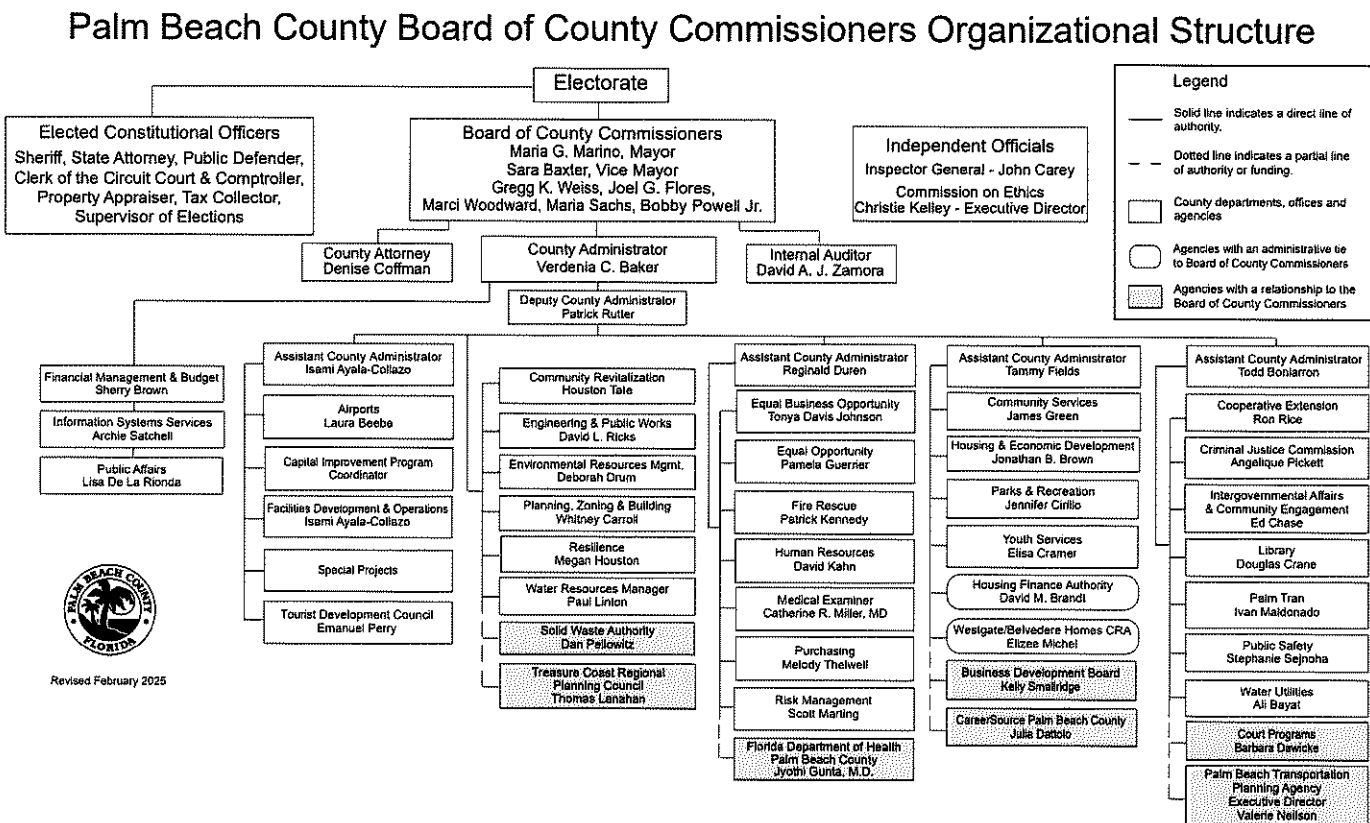 Palm Beach County Board of County Commissioners Organizational Structure
Electorate
Elected Constitutional Officers
Sheriff, State Attorney, Public Defender,
Clerk of the Circuit Court & Comptroller,
Property Appraiser, Tax Collector,
Supervisor of Elections
Board of County Commissioners
Maria G. Marino, Mayor
Sara Baxter, Vice Mayor
Gregg K. Weiss, Joel G. Flores,
Marci Woodward, Maria Sachs, Bobby Powell Jr.
Independent Officials
Inspector General - John Carey
Commission on Ethics
Christie Kelley - Executive Director
Legend
Solid line indicates a direct line of
authority.
Dotted line indicates a partial line
of authority or funding.
County departments, offices and
agencies
Agencies with an administrative tie
to Board of County Commissioners
Agencies with a relationship to the
Board of County Commissioners
County Attorney
Denise Coffman
County Administrator
Verdenia C. Baker
Internal Auditor
David A. J. Zamora
Deputy County Administrator
Patrick Rutter
Financial Management & Budget
Sherry Brown
Information Systems Services
Archie Satchell
Public Affairs
Lisa De La Rionda
Assistant County Administrator
Isami Ayala-Collazo
Airports
Laura Beebe
Capital Improvement Program
Coordinator
Facilities Development & Operations
Isami Ayala-Collazo
Special Projects
Tourist Development Council
Emanuel Perry
Community Revitalization
Houston Tate
Engineering & Public Works
David L. Ricks
Environmental Resources Mgmt.
Deborah Drum
Planning, Zoning & Building
Whitney Carroll
Resilience
Megan Houston
Water Resources Manager
Paul Linton
Solid Waste Authority
Dan Pellowitz
Treasure Coast Regional
Planning Council
Thomas Lanahan
Assistant County Administrator
Reginald Duren
Equal Business Opportunity
Tonya Davis Johnson
Equal Opportunity
Pamela Guerrier
Fire Rescue
Patrick Kennedy
Human Resources
David Kahn
Medical Examiner
Catherine R. Miller, MD
Purchasing
Melody Thelwell
Risk Management
Scott Marting
Florida Department of Health
Palm Beach County
Jyothi Gunta, M.D.
Assistant County Administrator
Tammy Fields
Community Services
James Green
Housing & Economic Development
Jonathan B. Brown
Parks & Recreation
Jennifer Cirillo
Youth Services
Elisa Cramer
Housing Finance Authority
David M. Brandt
Westgate/Belvedere Homes CRA
Elizee Michel
Business Development Board
Kelly Smallridge
CareerSource Palm Beach County
Julia Dattolo
Assistant County Administrator
Todd Bonlarron
Cooperative Extension
Ron Rice
Criminal Justice Commission
Angelique Pickett
Intergovernmental Affairs
& Community Engagement
Ed Chase
Library
Douglas Crane
Palm Tran
Ivan Maldonado
Public Safety
Stephanie Sejnoha
Water Utilities
Ali Bayat
Court Programs
Barbara Dawicke
Palm Beach Transportation
Planning Agency
Executive Director
Valerie Neilson
PALM BEACH COUNTY
FLORIDA
Revised February 2025